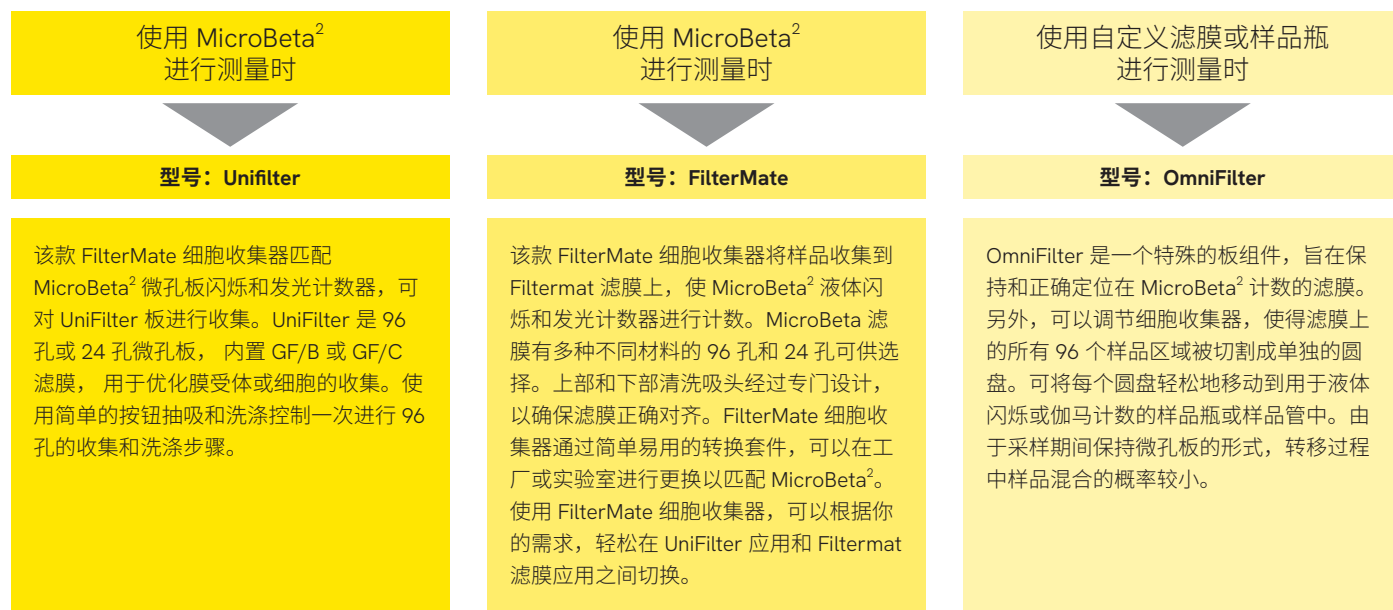 使用 MicroBeta²
进行测量时
型号：Unifilter
该款 FilterMate 细胞收集器匹配
MicroBeta² 微孔板闪烁和发光计数器，可
对 UniFilter 板进行收集。UniFilter 是 96
孔或 24 孔微孔板， 内置 GF/B 或 GF/C
滤膜， 用于优化膜受体或细胞的收集。使
用简单的按钮抽吸和洗涤控制一次进行 96
孔的收集和洗涤步骤。
使用 MicroBeta²
进行测量时
型号：FilterMate
该款 FilterMate 细胞收集器将样品收集到
Filtermat 滤膜上，使 MicroBeta² 液体闪
烁和发光计数器进行计数。MicroBeta 滤
膜有多种不同材料的 96 孔和 24 孔可供选
择。上部和下部清洗吸头经过专门设计，
以确保滤膜正确对齐。FilterMate 细胞收
集器通过简单易用的转换套件，可以在工
厂或实验室进行更换以匹配 MicroBeta²。
使用 FilterMate 细胞收集器，可以根据你
的需求，轻松在 UniFilter 应用和 Filtermat
滤膜应用之间切换。
使用自定义滤膜或样品瓶
进行测量时
型号：OmniFilter
OmniFilter 是一个特殊的板组件，旨在保
持和正确定位在 MicroBeta² 计数的滤膜。
另外，可以调节细胞收集器，使得滤膜上
的所有 96 个样品区域被切割成单独的圆
盘。可将每个圆盘轻松地移动到用于液体
闪烁或伽马计数的样品瓶或样品管中。由
于采样期间保持微孔板的形式，转移过程
中样品混合的概率较小。